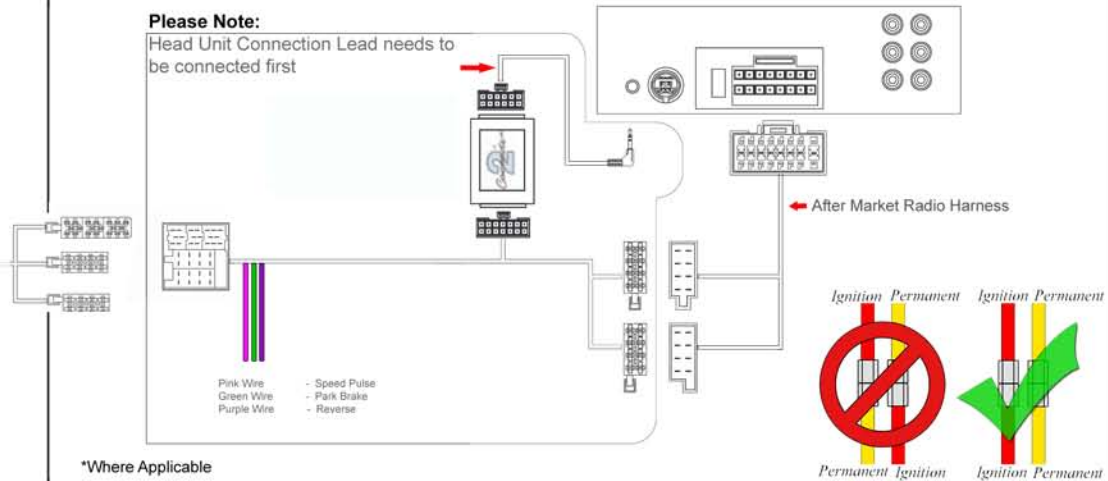 Please Note:
Head Unit Connection Lead needs to
be connected first
After Market Radio Harness
Ignition Permanent Ignition Permanent
Pink Wire - Speed Pulse
Green Wire - Park Brake
Purple Wire - Reverse
Permanent Ignition Ignition Permanent
*Where Applicable